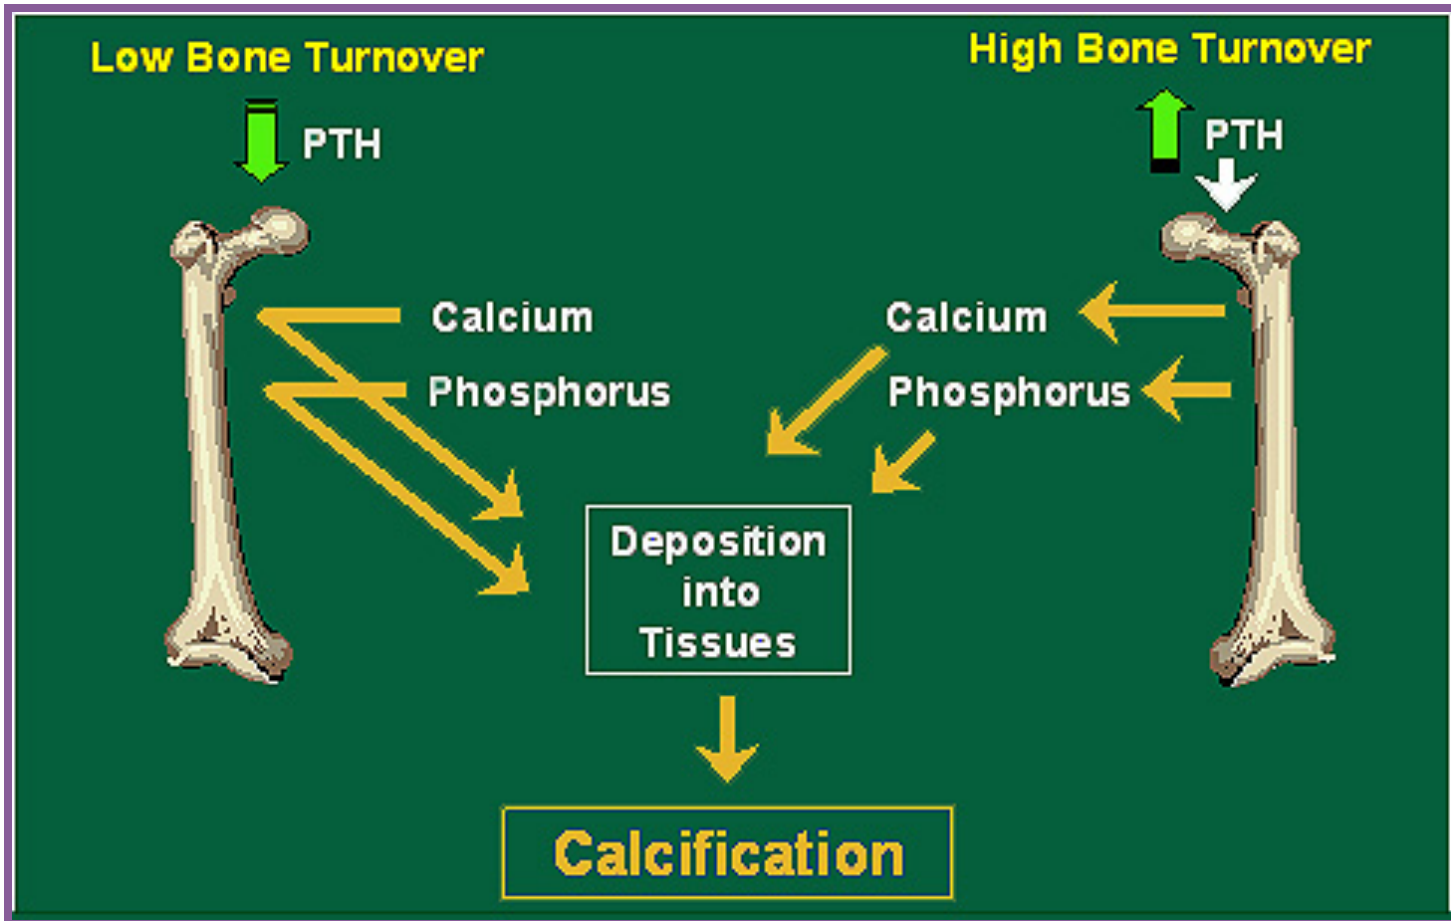 Low Bone Turnover
PTH
Calcium
Phosphorus
High Bone Turnover
PTH
Calcium
Phosphorus
Deposition
into
Tissues
Calcification